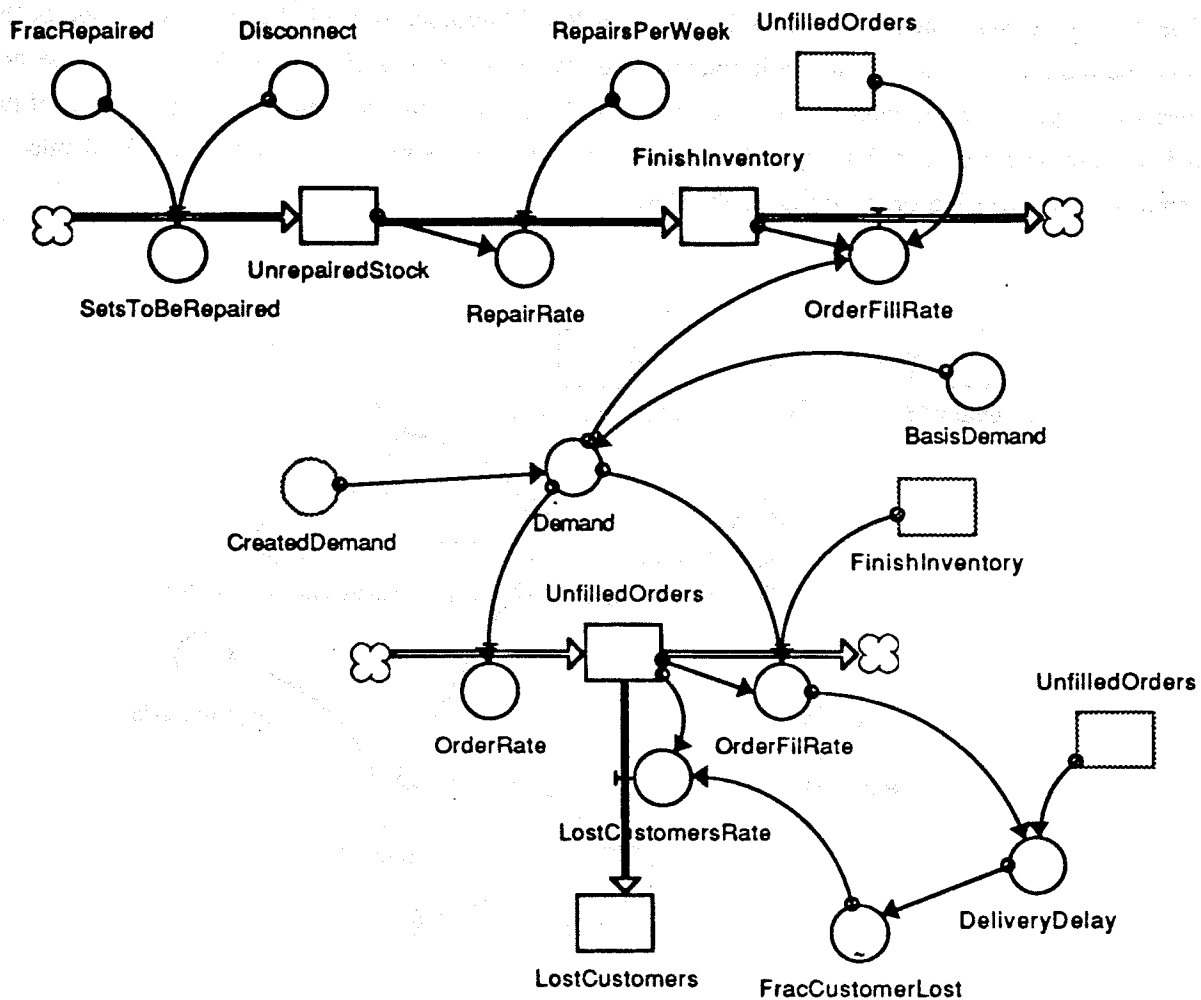 FracRepaired
Disconnect
RepairsPerWeek
UnfilledOrders
FinishInventory
UnrepairedStock
SetsToBeRepaired
RepairRate
OrderFillRate
BasisDemand
CreatedDemand
Demand
FinishInventory
UnfilledOrders
UnfilledOrders
OrderRate
OrderFilRate
LostCustomersRate
DeliveryDelay
LostCustomers
FracCustomerLost
~